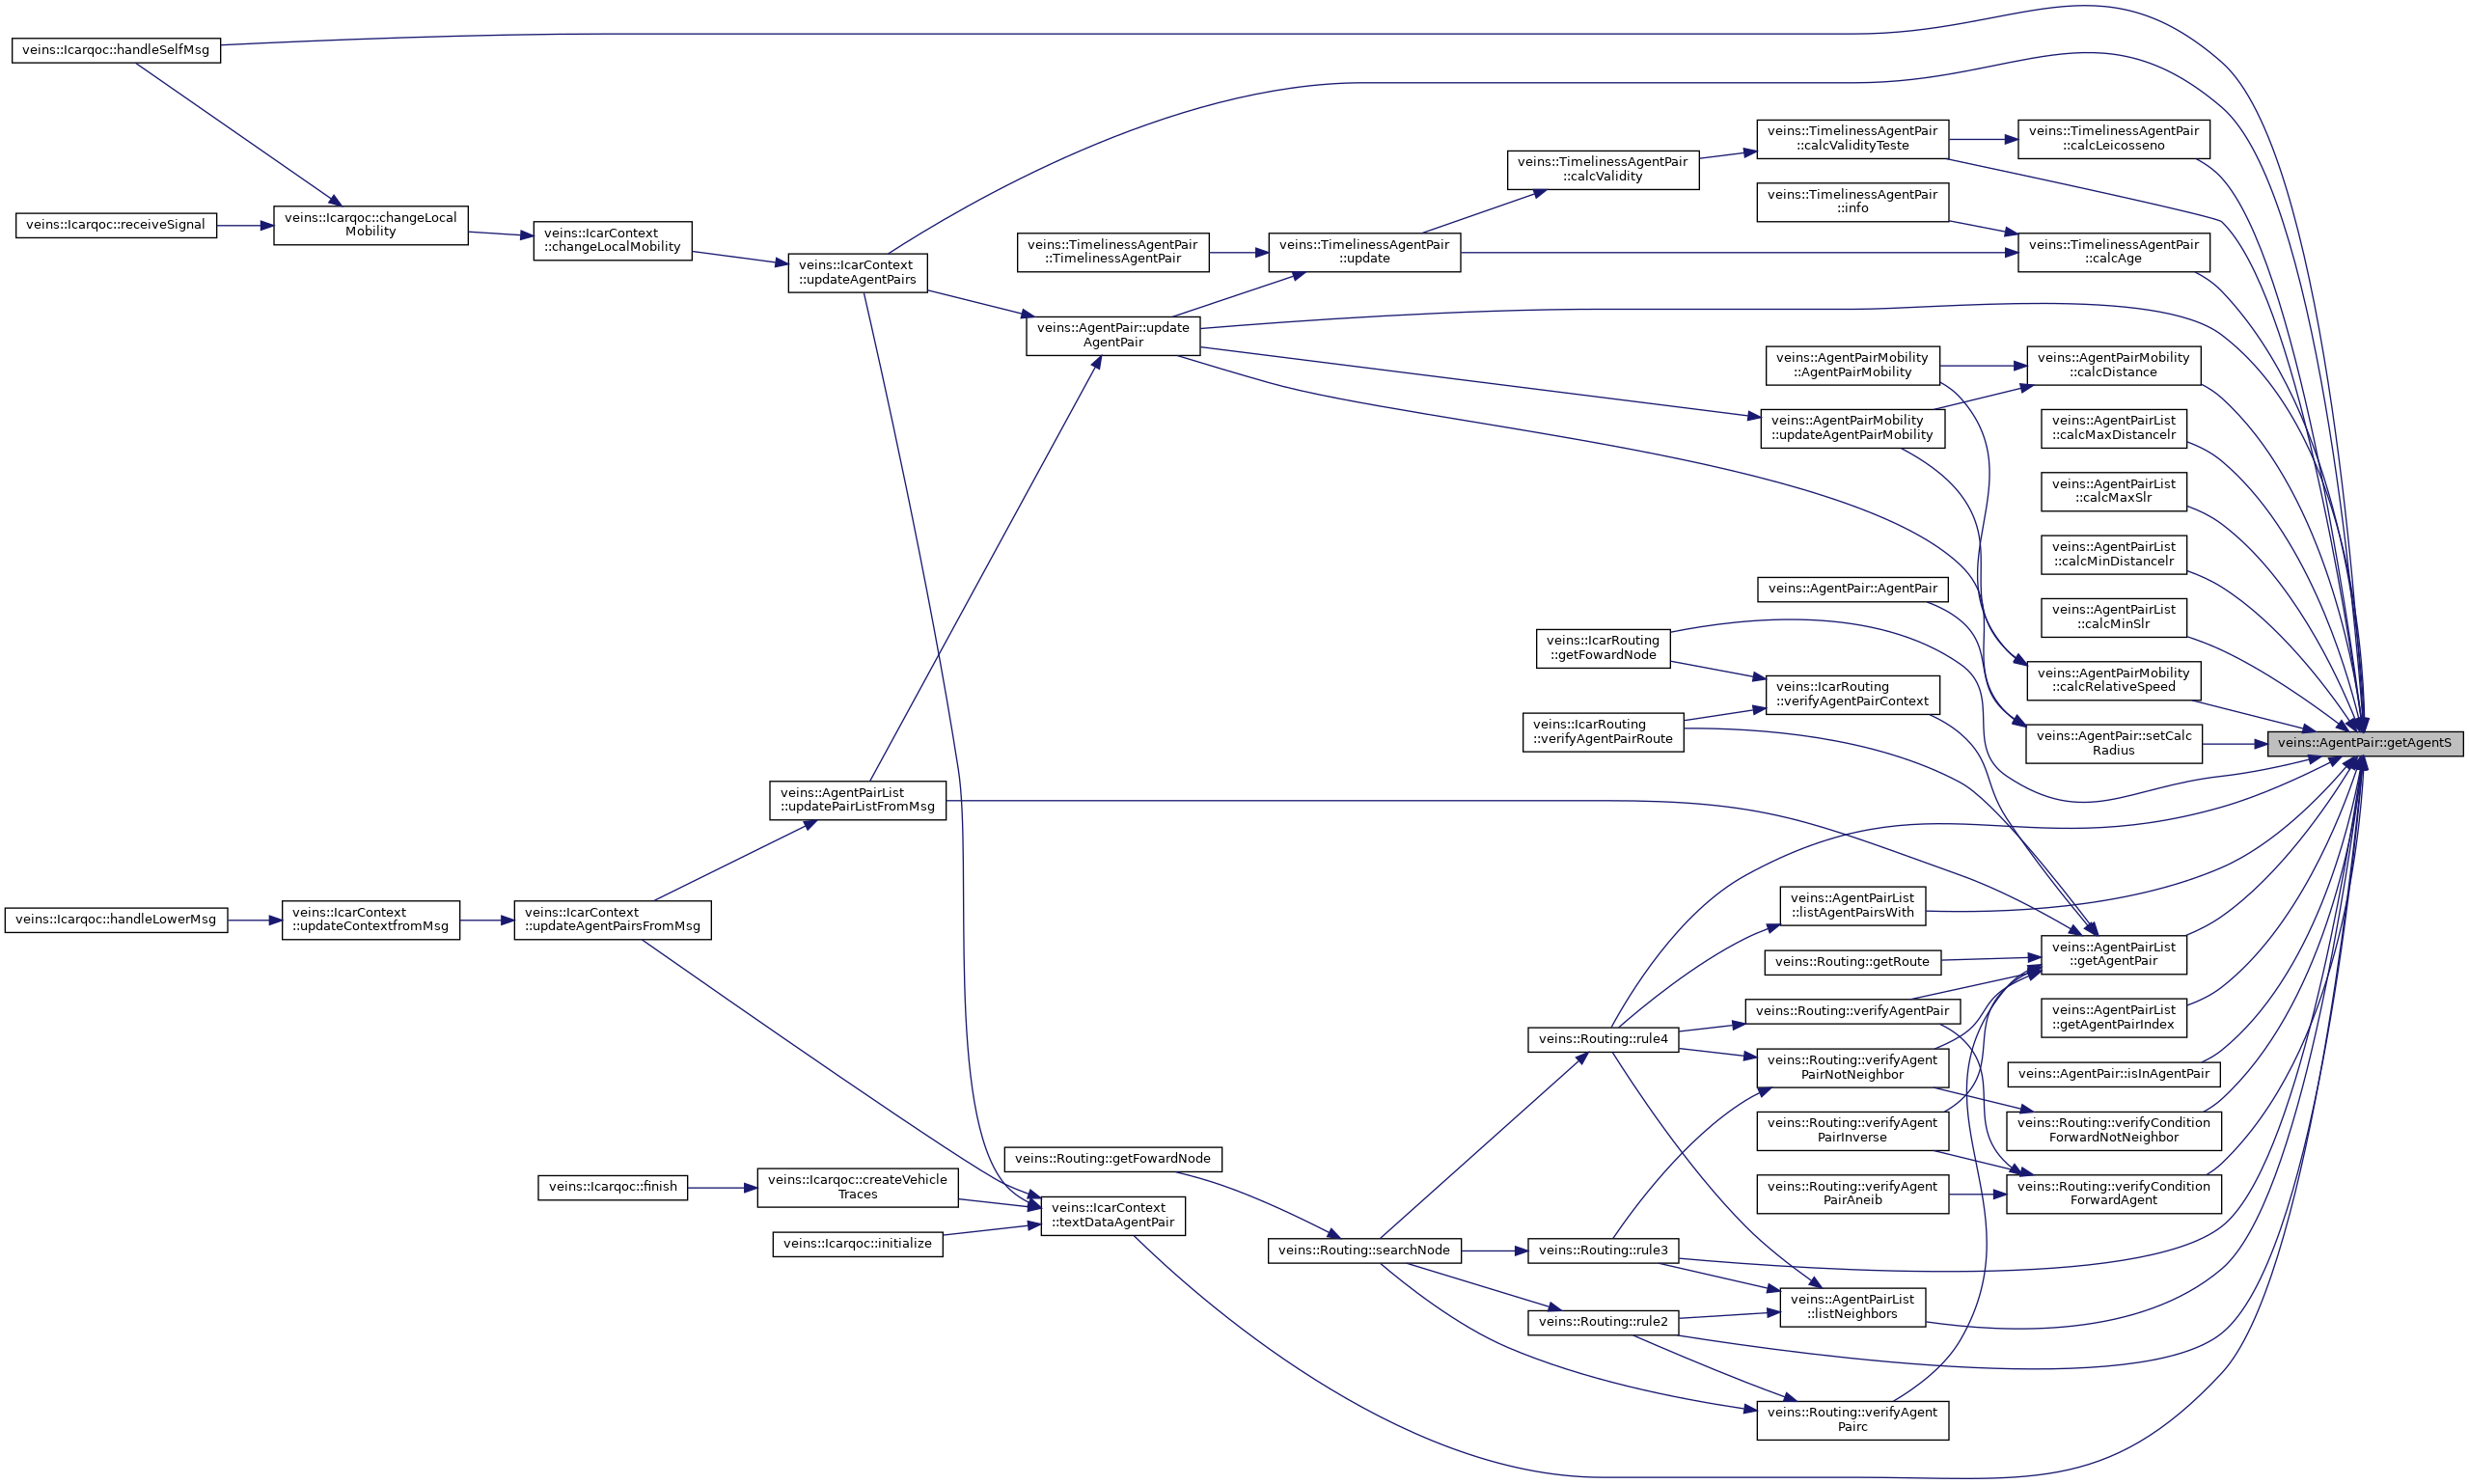 veins::Icarqoc::handleSelfMsg
veins::TimelinessAgentPair
::calcValidityTeste
veins::TimelinessAgentPair
::calcLeicosseno
veins::TimelinessAgentPair
::calcValidity
veins::TimelinessAgentPair
::info
veins::Icarqoc::receiveSignal
veins::Icarqoc::changeLocal
Mobility
veins::IcarContext
::changeLocalMobility
veins::IcarContext
::updateAgentPairs
veins::TimelinessAgentPair
::TimelinessAgentPair
veins::TimelinessAgentPair
::update
veins::TimelinessAgentPair
::calcAge
veins::AgentPair::update
AgentPair
veins::AgentPairMobility
::AgentPairMobility
veins::AgentPairMobility
::calcDistance
veins::AgentPairMobility
::updateAgentPairMobility
veins::AgentPairList
::calcMaxDistancelr
veins::AgentPairList
::calcMaxSlr
veins::AgentPairList
::calcMinDistancelr
veins::AgentPair::AgentPair
veins::AgentPairList
::calcMinSlr
veins::IcarRouting
::getFowardNode
veins::IcarRouting
::verifyAgentPairContext
veins::AgentPairMobility
::calcRelativeSpeed
veins::IcarRouting
::verifyAgentPairRoute
veins::AgentPair::setCalc
Radius
veins::AgentPair::getAgentS
veins::AgentPairList
::updatePairListFromMsg
veins::Icarqoc::handleLowerMsg
veins::IcarContext
::updateContextfromMsg
veins::IcarContext
::updateAgentPairsFromMsg
veins::AgentPairList
::listAgentPairsWith
veins::AgentPairList
::getAgentPair
veins::Routing::getRoute
veins::Routing::verifyAgentPair
veins::AgentPairList
::getAgentPairIndex
veins::Routing::rule4
veins::Routing::verifyAgent
PairNotNeighbor
veins::AgentPair::isInAgentPair
veins::Routing::verifyAgent
PairInverse
veins::Routing::verifyCondition
ForwardNotNeighbor
veins::Routing::getFowardNode
veins::Icarqoc::finish
veins::Icarqoc::createVehicle
Traces
veins::Routing::verifyAgent
PairAneib
veins::Routing::verifyCondition
ForwardAgent
veins::IcarContext
::textDataAgentPair
veins::Icarqoc::initialize
veins::Routing::searchNode
veins::Routing::rule3
veins::AgentPairList
::listNeighbors
veins::Routing::rule2
veins::Routing::verifyAgent
Pairc